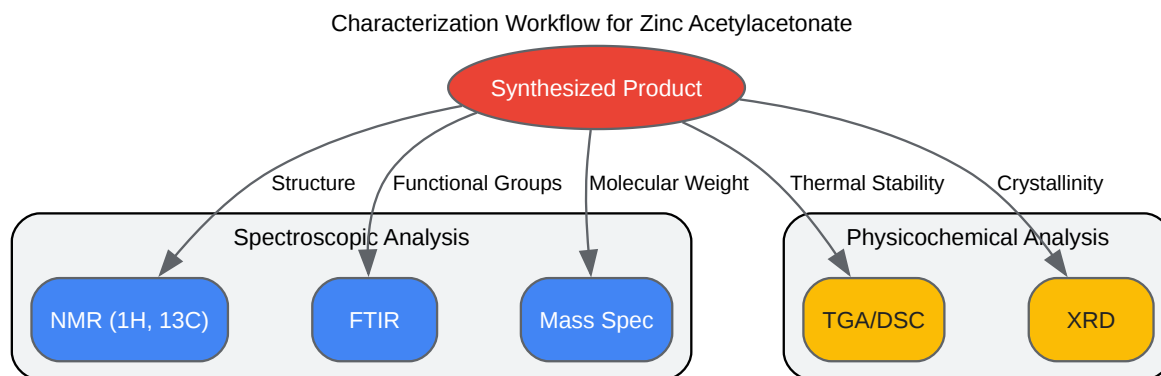 Characterization Workflow for Zinc Acetylacetonate
Synthesized Product
Structure
Functional Groups
Molecular Weight
Thermal Stability
Crystallinity
Spectroscopic Analysis
Physicochemical Analysis
NMR (1H, 13C)
FTIR
Mass Spec
TGA/DSC
XRD